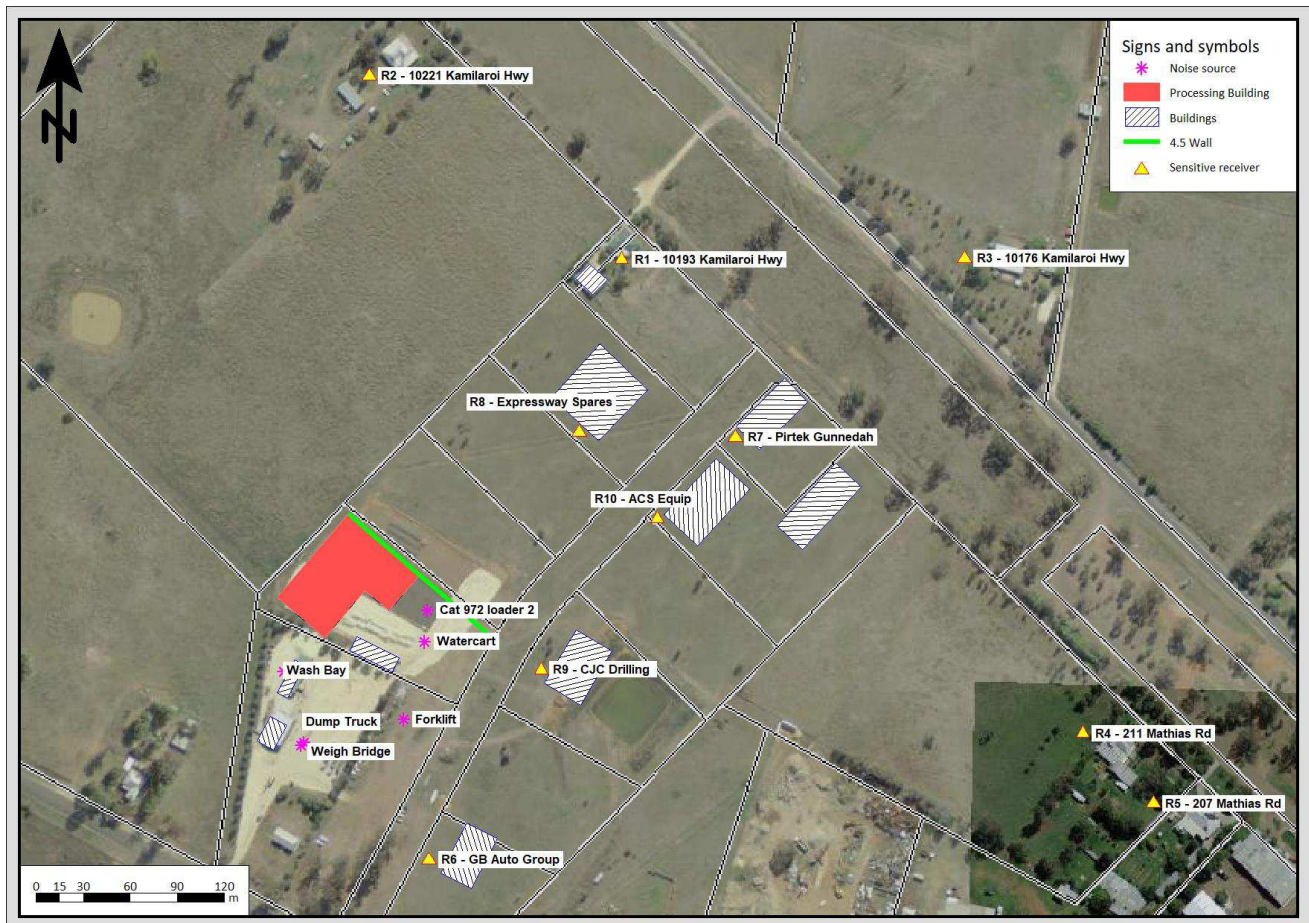 N
R2 - 10221 Kamilaroi Hwy
Signs and symbols
Noise source
Processing Building
Buildings
4.5 Wall
Sensitive receiver
R1 - 10193 Kamilaroi Hwy
R3 - 10176 Kamilaroi Hwy
R8 - Expressway Spares
R7 - Pirtek Gunnedah
R10 - ACS Equip
Cat 972 loader 2
Watercart
Wash Bay
R9 - CJC Drilling
Dump Truck
Forklift
Weigh Bridge
R4 - 211 Mathias Rd
R5 - 207 Mathias Rd
R6 - GB Auto Group
0 15 30 60 90 120
m